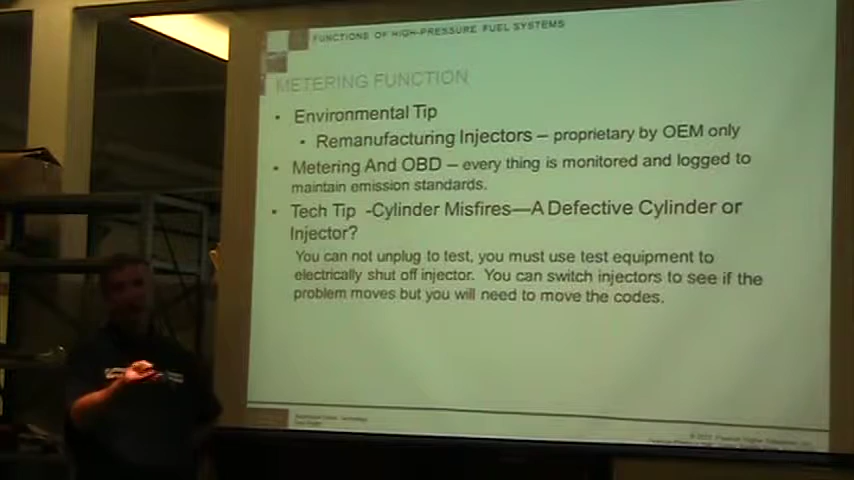 FUNCTIONS OF HIGH-PRESSURE FUEL SYSTEMS
METERING FUNCTION
• Environmental Tip
• Remanufacturing Injectors – proprietary by OEM only
• Metering And OBD – every thing is monitored and logged to
maintain emission standards.
• Tech Tip -Cylinder Misfires—A Defective Cylinder or
Injector?
You can not unplug to test, you must use test equipment to
electrically shut off injector. You can switch injectors to see if the
problem moves but you will need to move the codes.